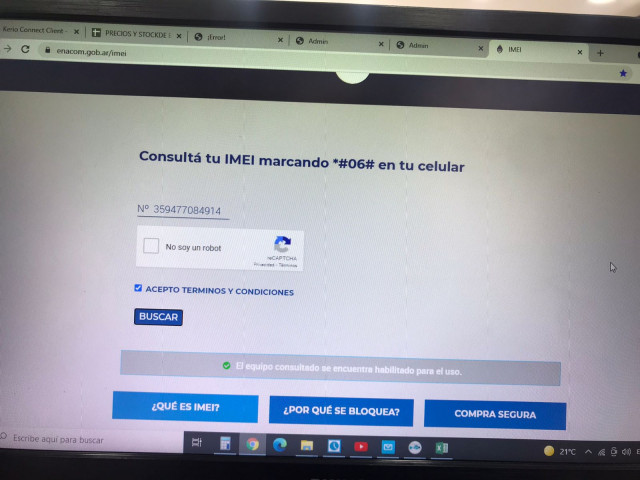 Kerio Connect Client -
PRECIOS Y STOCKDE
¡Error!
Admin
Admin
IMEI
enacom.gob.ar/imei
Consultá tu IMEI marcando *#06# en tu celular
Nº 359477084914
No soy un robot
reCAPTCHA
Privacidad - Términos
ACEPTO TERMINOS Y CONDICIONES
BUSCAR
El equipo consultado se encuentra habilitado para el uso.
¿QUÉ ES IMEI?
¿POR QUÉ SE BLOQUEA?
COMPRA SEGURA
Escribe aquí para buscar
21°C